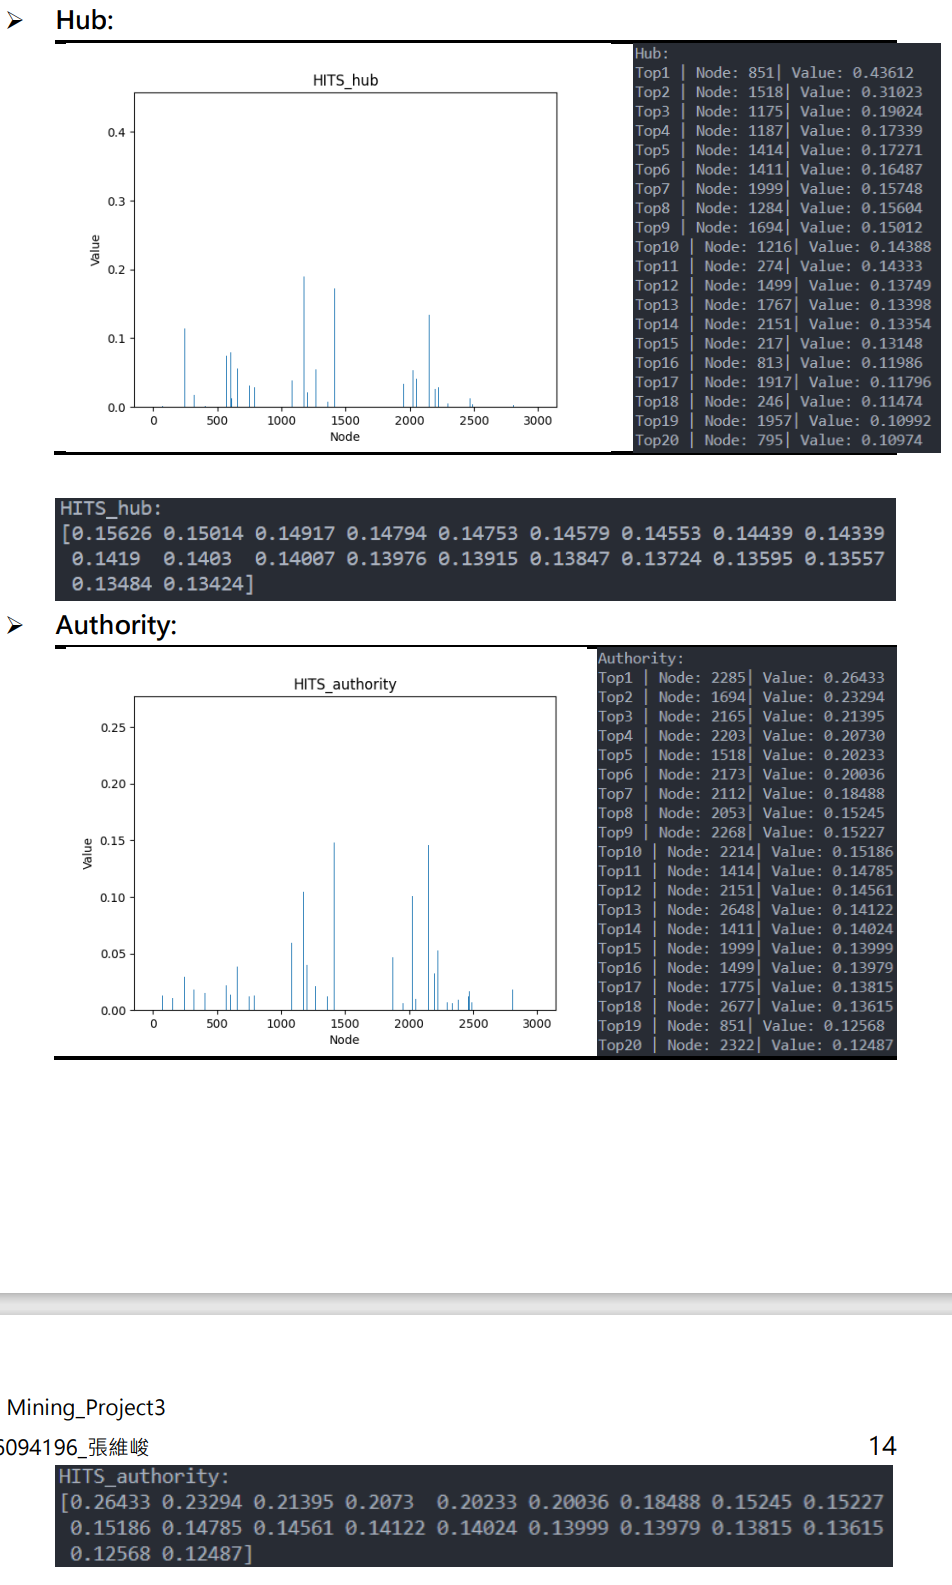 ➢ Hub:
HITS_hub
Value
0.4
0.3
0.2
0.1
0.0
0 500 1000 1500 2000 2500 3000
Node
Hub:
Top1 | Node: 851| Value: 0.43612
Top2 | Node: 1518| Value: 0.31023
Top3 | Node: 1175| Value: 0.19024
Top4 | Node: 1187| Value: 0.17339
Top5 | Node: 1414| Value: 0.17271
Top6 | Node: 1411| Value: 0.16487
Top7 | Node: 1999| Value: 0.15748
Top8 | Node: 1284| Value: 0.15604
Top9 | Node: 1694| Value: 0.15012
Top10 | Node: 1216| Value: 0.14388
Top11 | Node: 274| Value: 0.14333
Top12 | Node: 1499| Value: 0.13749
Top13 | Node: 1767| Value: 0.13398
Top14 | Node: 2151| Value: 0.13354
Top15 | Node: 217| Value: 0.13148
Top16 | Node: 813| Value: 0.11986
Top17 | Node: 1917| Value: 0.11796
Top18 | Node: 246| Value: 0.11474
Top19 | Node: 1957| Value: 0.10992
Top20 | Node: 795| Value: 0.10974
HITS_hub:
[0.15626 0.15014 0.14917 0.14794 0.14753 0.14579 0.14553 0.14439 0.14339
0.1419 0.1403 0.14007 0.13976 0.13915 0.13847 0.13724 0.13595 0.13557
0.13484 0.13424]
➢ Authority:
HITS_authority
Value
0.25
0.20
0.15
0.10
0.05
0.00
0 500 1000 1500 2000 2500 3000
Node
Authority:
Top1 | Node: 2285| Value: 0.26433
Top2 | Node: 1694| Value: 0.23294
Top3 | Node: 2165| Value: 0.21395
Top4 | Node: 2203| Value: 0.20730
Top5 | Node: 1518| Value: 0.20233
Top6 | Node: 2173| Value: 0.20036
Top7 | Node: 2112| Value: 0.18488
Top8 | Node: 2053| Value: 0.15245
Top9 | Node: 2268| Value: 0.15227
Top10 | Node: 2214| Value: 0.15186
Top11 | Node: 1414| Value: 0.14785
Top12 | Node: 2151| Value: 0.14561
Top13 | Node: 2648| Value: 0.14122
Top14 | Node: 1411| Value: 0.14024
Top15 | Node: 1999| Value: 0.13999
Top16 | Node: 1499| Value: 0.13979
Top17 | Node: 1775| Value: 0.13815
Top18 | Node: 2677| Value: 0.13615
Top19 | Node: 851| Value: 0.12568
Top20 | Node: 2322| Value: 0.12487
Mining_Project3
6094196_張維峻 14
HITS_authority:
[0.26433 0.23294 0.21395 0.2073 0.20233 0.20036 0.18488 0.15245 0.15227
0.15186 0.14785 0.14561 0.14122 0.14024 0.13999 0.13979 0.13815 0.13615
0.12568 0.12487]